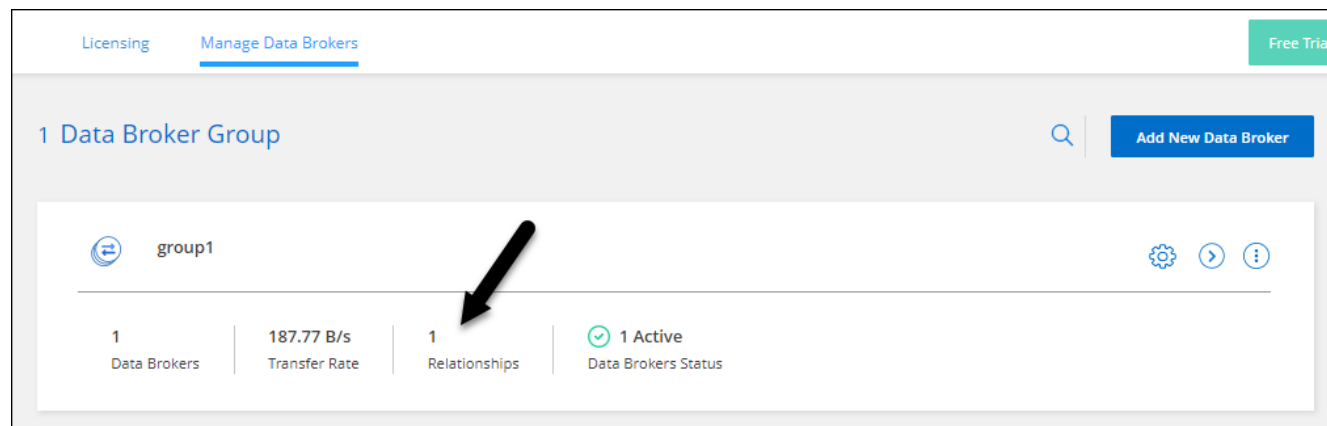 Licensing Manage Data Brokers Free Tria
1 Data Broker Group Add New Data Broker
group1
1 187.77 B/s 1 1 Active
Data Brokers Transfer Rate Relationships Data Brokers Status